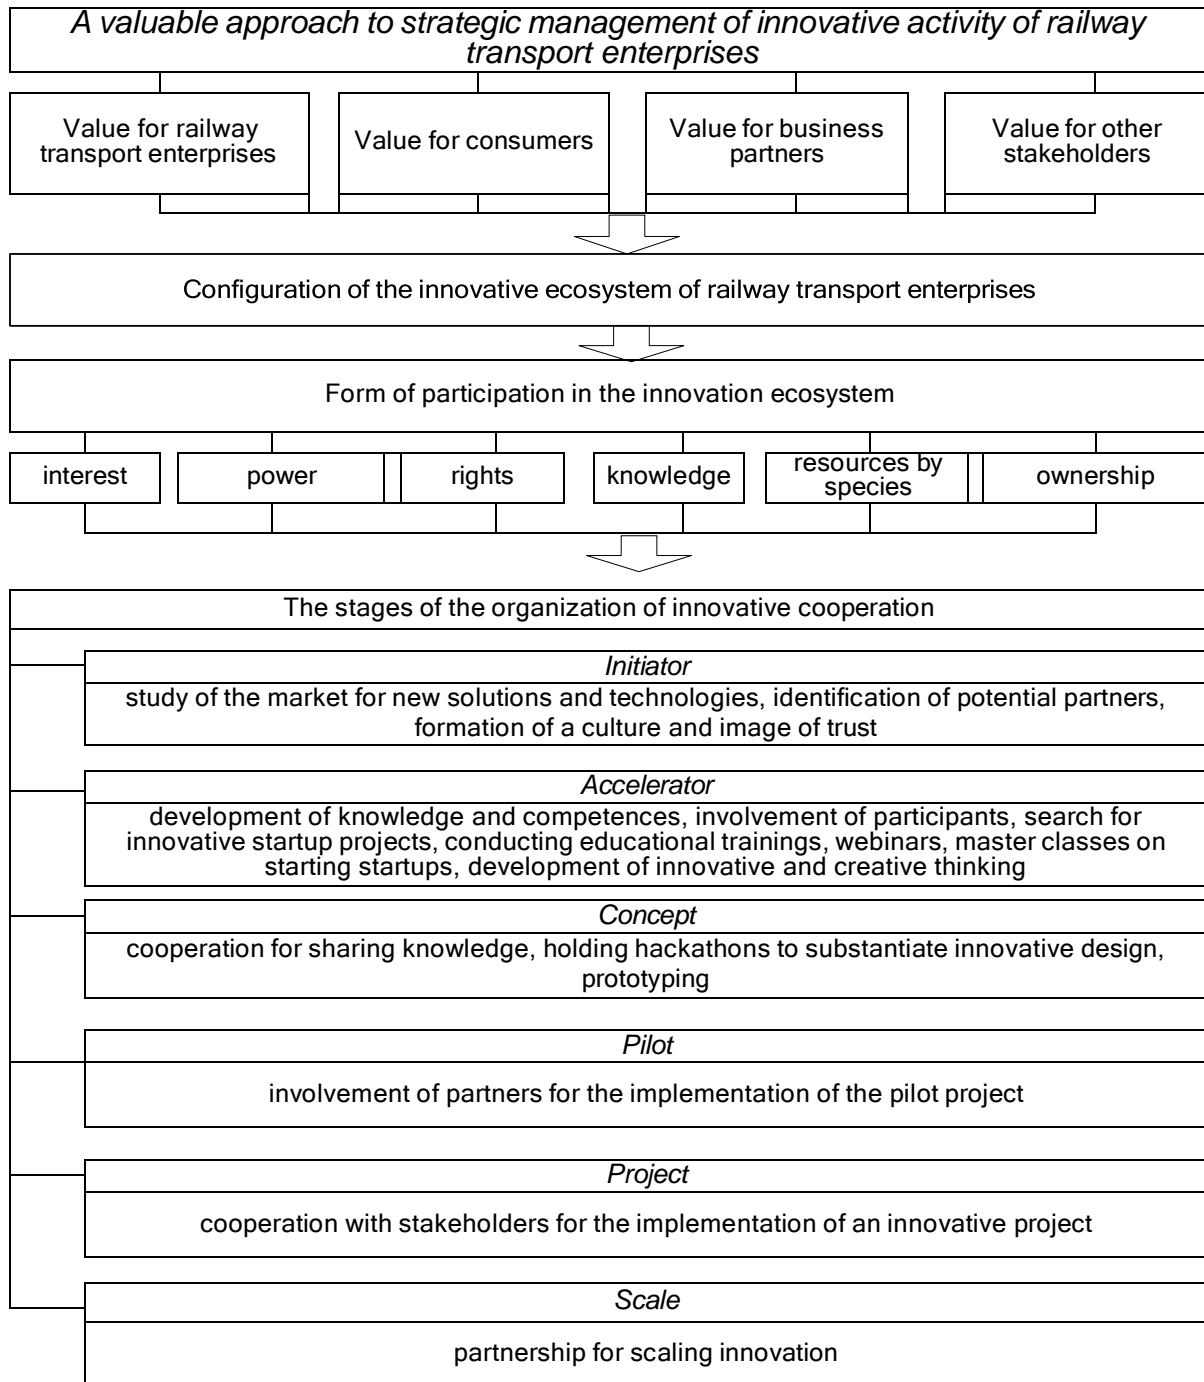 A valuable approach to strategic management of innovative activity of railway
transport enterprises
Value for railway
transport enterprises
Value for consumers
Value for business
partners
Value for other
stakeholders
Configuration of the innovative ecosystem of railway transport enterprises
Form of participation in the innovation ecosystem
interest
power
rights
knowledge
resources by
species
ownership
The stages of the organization of innovative cooperation
Initiator
study of the market for new solutions and technologies, identification of potential partners,
formation of a culture and image of trust
Accelerator
development of knowledge and competences, involvement of participants, search for
innovative startup projects, conducting educational trainings, webinars, master classes on
starting startups, development of innovative and creative thinking
Concept
cooperation for sharing knowledge, holding hackathons to substantiate innovative design,
prototyping
Pilot
involvement of partners for the implementation of the pilot project
Project
cooperation with stakeholders for the implementation of an innovative project
Scale
partnership for scaling innovation